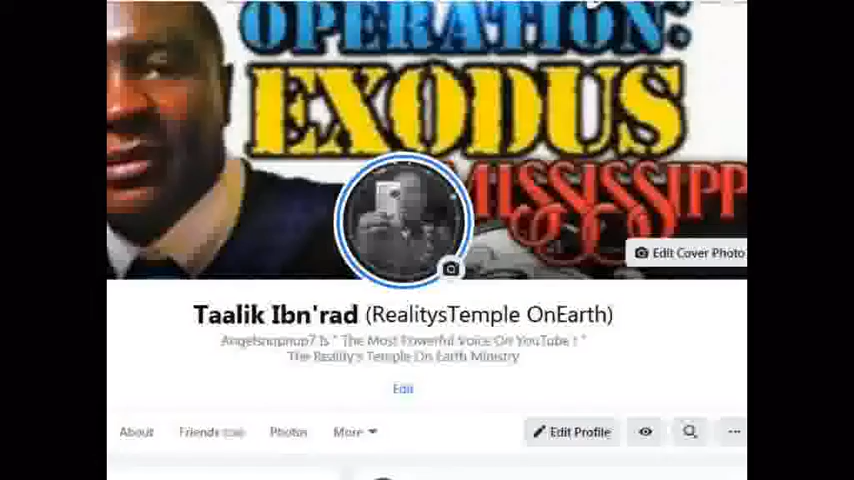 OPERATION:
EXODUS
MISSISSIPP
Edit Cover Photo
Taalik Ibn'rad (RealitysTemple OnEarth)
Angelsnupnup7 Is " The Most Powerful Voice On YouTube ! "
The Reality's Temple On Earth Ministry
Edit
About Friends Photos More Edit Profile